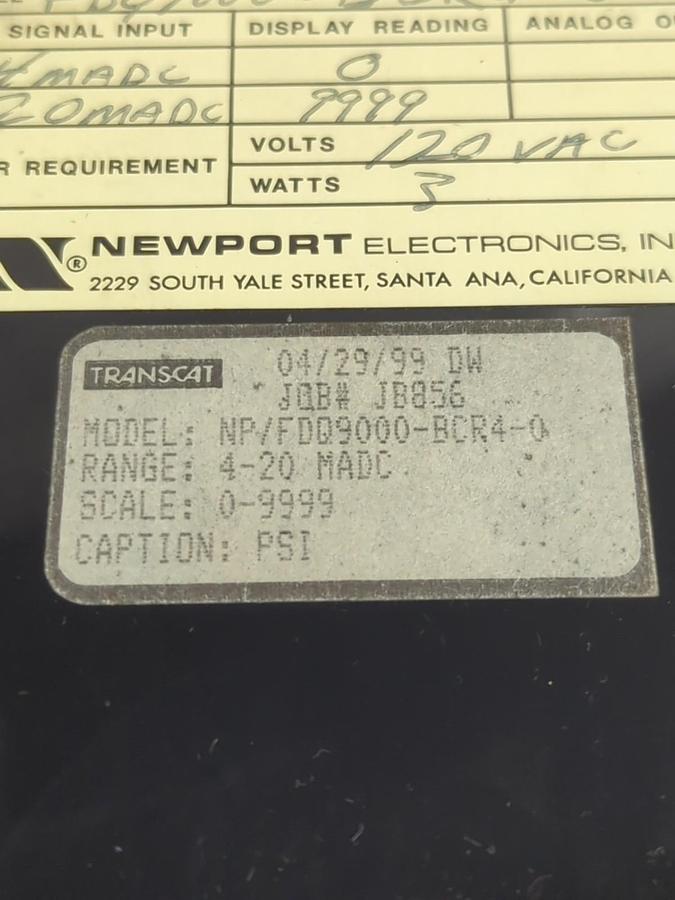 SIGNAL INPUT DISPLAY READING ANALOG
4MADC 0
20MADC 9999
REQUIREMENT VOLTS 120 VAC
WATTS 3
® NEWPORT ELECTRONICS, IN
2229 SOUTH YALE STREET, SANTA ANA, CALIFORNIA
TRANSCAT 04/29/99 DW
JOB# JB856
MODEL: NP/FDQ9000-BCR4-0
RANGE: 4-20 MADC
SCALE: 0-9999
CAPTION: PSI